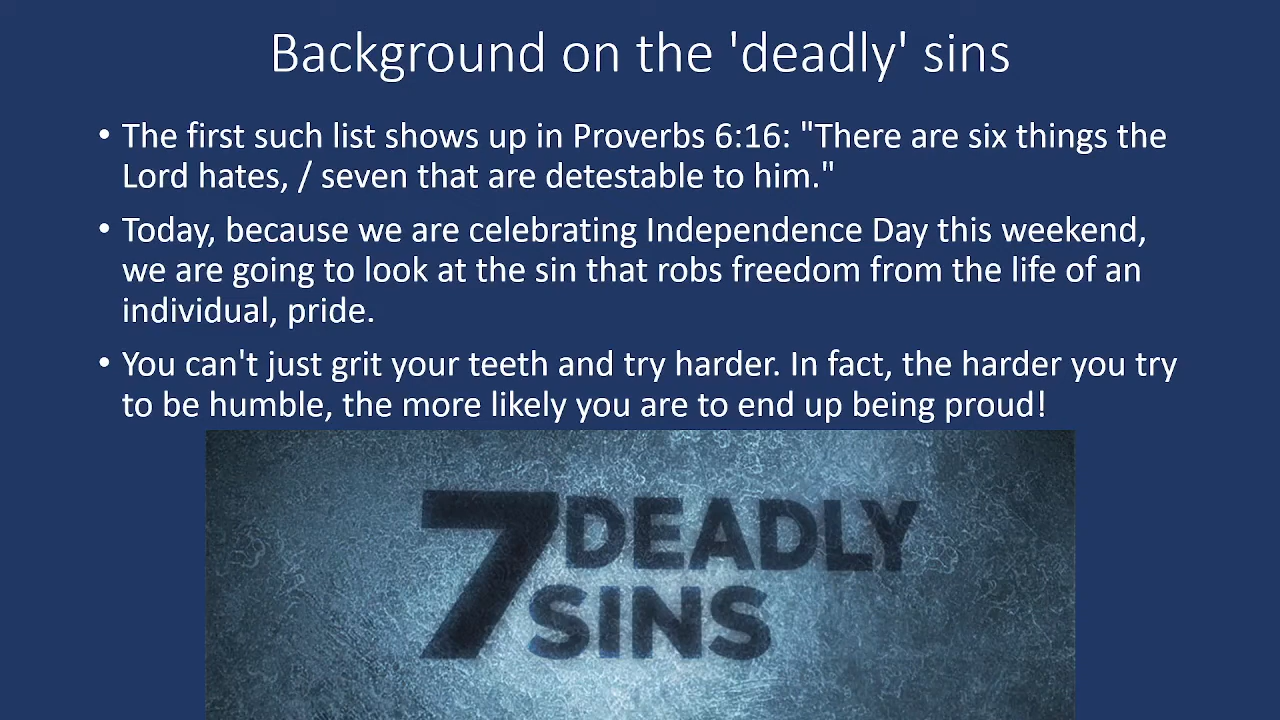 Background on the 'deadly' sins
• The first such list shows up in Proverbs 6:16: "There are six things the
Lord hates, / seven that are detestable to him."
• Today, because we are celebrating Independence Day this weekend,
we are going to look at the sin that robs freedom from the life of an
individual, pride.
• You can't just grit your teeth and try harder. In fact, the harder you try
to be humble, the more likely you are to end up being proud!
7 DEADLY
SINS